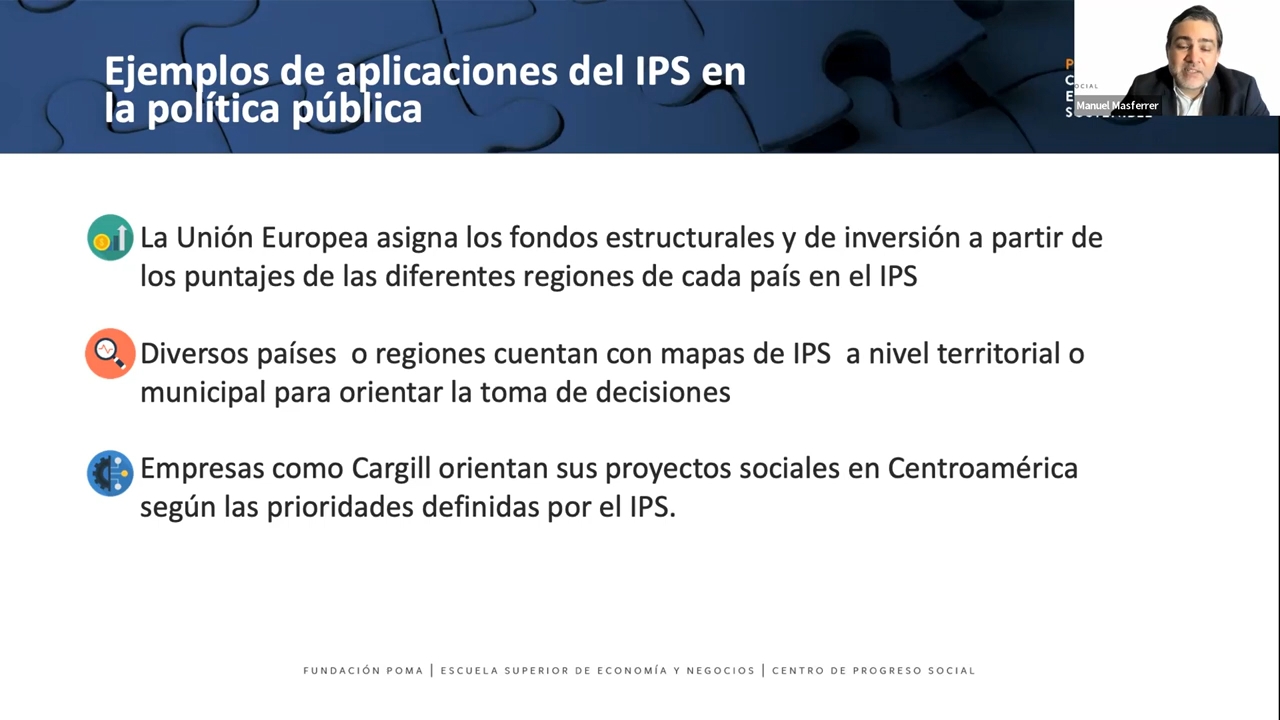 Ejemplos de aplicaciones del IPS en
la política pública
OCIAL
Manuel Masferrer
La Unión Europea asigna los fondos estructurales y de inversión a partir de
los puntajes de las diferentes regiones de cada país en el IPS
Diversos países o regiones cuentan con mapas de IPS a nivel territorial o
municipal para orientar la toma de decisiones
Empresas como Cargill orientan sus proyectos sociales en Centroamérica
según las prioridades definidas por el IPS.
FUNDACIÓN POMA | ESCUELA SUPERIOR DE ECONOMÍA Y NEGOCIOS | CENTRO DE PROGRESO SOCIAL